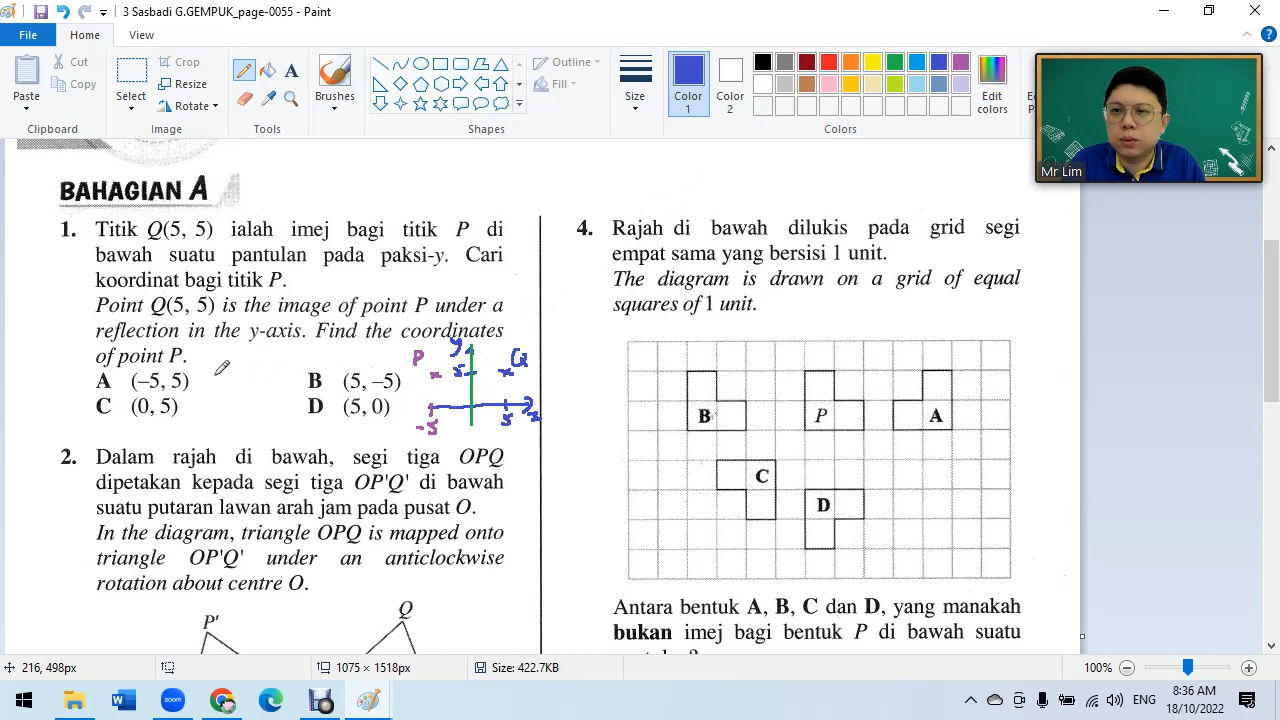 3 Sasbadi G.GEMPUK_page-0055 - Paint
File
Home
View
Paste
Cut
Copy
Clipboard
Select
Crop
Resize
Rotate
Image
Tools
Brushes
Shapes
Outline
Fill
Size
Color 1
Color 2
Edit colors
Colors
Mr Lim
BAHAGIAN A
1. Titik Q(5, 5) ialah imej bagi titik P di
bawah suatu pantulan pada paksi-y. Cari
koordinat bagi titik P.
Point Q(5, 5) is the image of point P under a
reflection in the y-axis. Find the coordinates
of point P.
A (–5, 5) B (5, –5)
C (0, 5) D (5, 0)
P y Q
5
5 x
-5
2. Dalam rajah di bawah, segi tiga OPQ
dipetakan kepada segi tiga OP'Q' di bawah
suatu putaran lawan arah jam pada pusat O.
In the diagram, triangle OPQ is mapped onto
triangle OP'Q' under an anticlockwise
rotation about centre O.
P' Q
4. Rajah di bawah dilukis pada grid segi
empat sama yang bersisi 1 unit.
The diagram is drawn on a grid of equal
squares of 1 unit.
B P A
C
D
Antara bentuk A, B, C dan D, yang manakah
bukan imej bagi bentuk P di bawah suatu
216, 498px
1075 × 1518px
Size: 422.7KB
100%
zoom
ENG
8:36 AM
18/10/2022